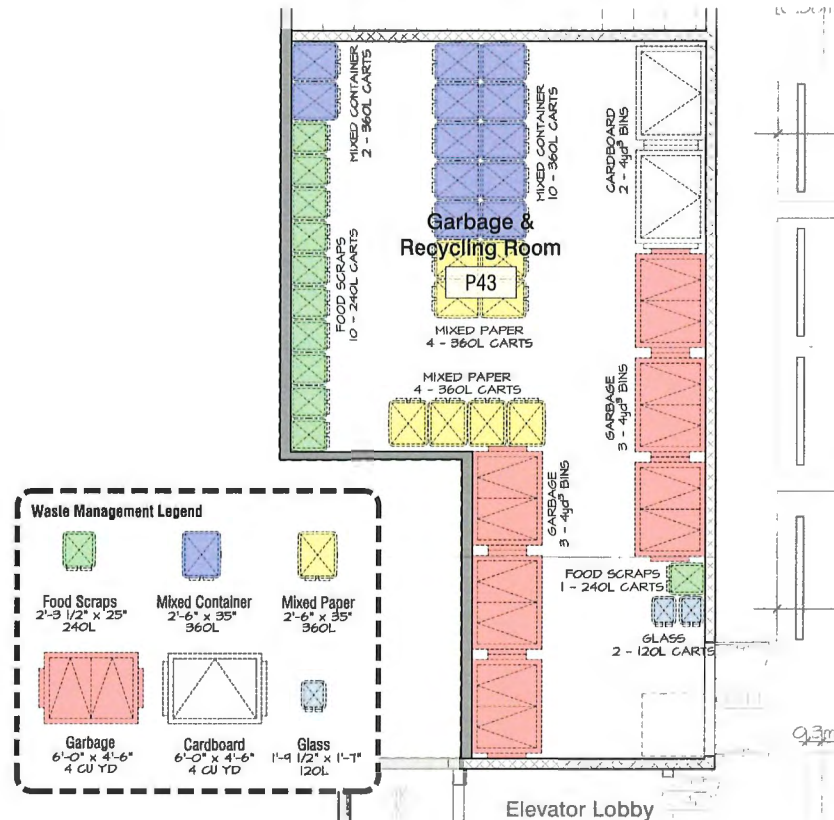 MIXED CONTAINER
2 - 360L CARTS
MIXED CONTAINER
10 - 360L CARTS
CARDBOARD
2 - 4yd³ BINS
Garbage &
Recycling Room
P43
FOOD SCRAPS
10 - 240L CARTS
MIXED PAPER
4 - 360L CARTS
MIXED PAPER
4 - 360L CARTS
GARBAGE
3 - 4yd³ BINS
GARBAGE
3 - 4yd³ BINS
FOOD SCRAPS
1 - 240L CARTS
GLASS
2 - 120L CARTS
Waste Management Legend
Food Scraps
2'-3 1/2" x 25"
240L
Mixed Container
2'-6" x 35"
360L
Mixed Paper
2'-6" x 35"
360L
Garbage
6'-0" x 4'-6"
4 CU YD
Cardboard
6'-0" x 4'-6"
4 CU YD
Glass
1'-9 1/2" x 1'-7"
120L
9.3m
Elevator Lobby